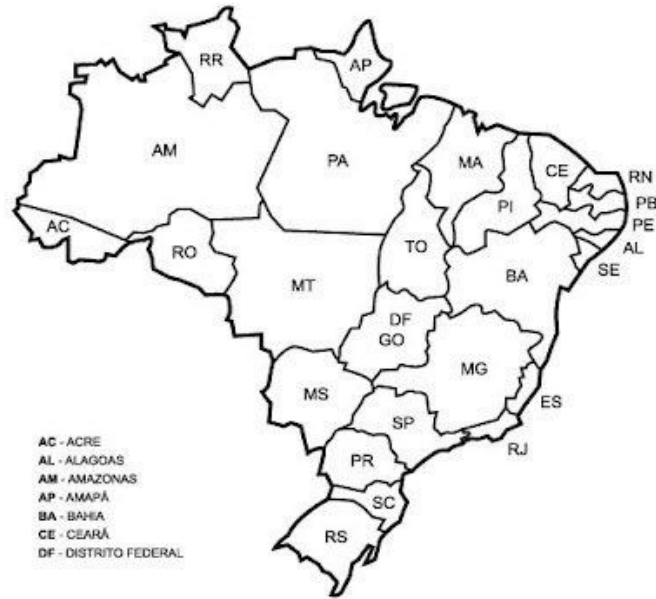 RR
AP
AM
PA
MA
CE
RN
PI
PB
PE
AC
TO
AL
RO
BA
SE
MT
DF
GO
MG
MS
ES
SP
RJ
PR
SC
RS
AC - ACRE
AL - ALAGOAS
AM - AMAZONAS
AP - AMAPÁ
BA - BAHIA
CE - CEARÁ
DF - DISTRITO FEDERAL